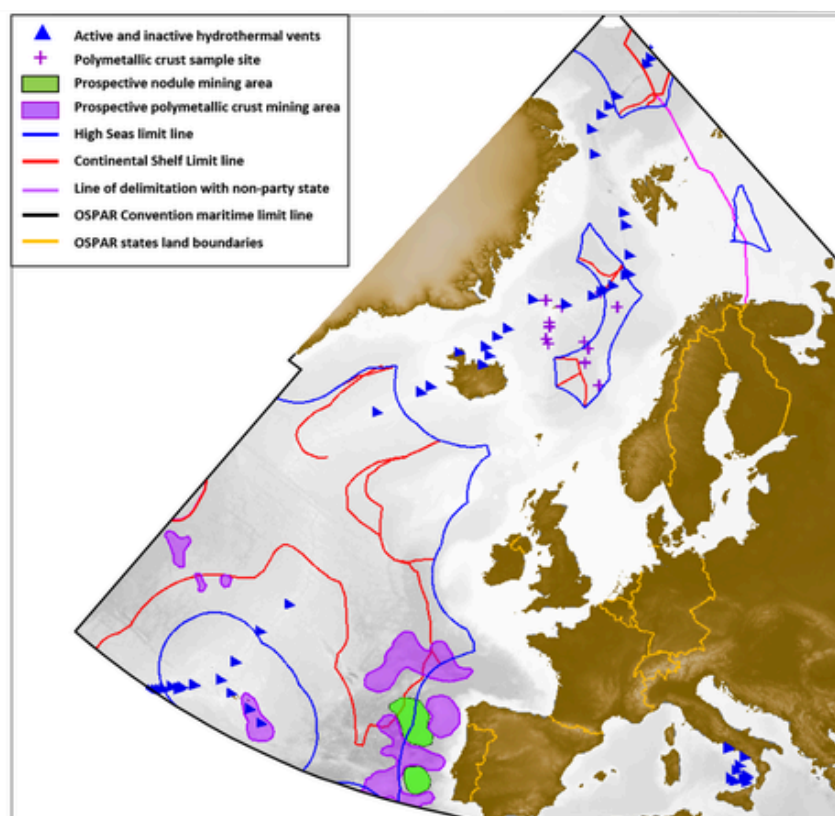 Active and inactive hydrothermal vents
Polymetallic crust sample site
Prospective nodule mining area
Prospective polymetallic crust mining area
High Seas limit line
Continental Shelf Limit line
Line of delimitation with non-party state
OSPAR Convention maritime limit line
OSPAR states land boundaries